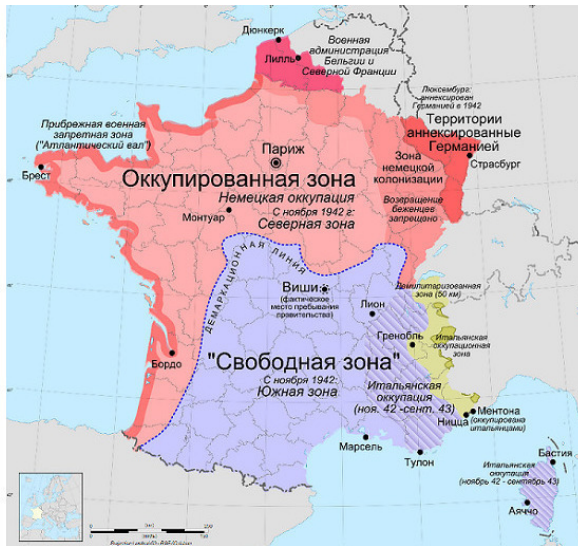 Дюнкерк
Лилль
Военная
администрация
Бельгии и
Северной Франции
Люксембург:
аннексирован
Германией в 1942
Территории
аннексированные
Германией
Страсбург
Прибрежная военная
запретная зона
("Атлантический вал")
Брест
Париж
Зона
немецкой
колонизации
Оккупированная зона
Немецкая оккупация
С ноября 1942 г:
Северная зона
Возвращение
беженцев
запрещено
Монтуар
ДЕМАРКАЦИОННАЯ ЛИНИЯ
Виши:
(фактическое
место пребывания
правительства)
Демилитаризованная
зона (50 км)
Лион
Гренобль
Итальянская
оккупационная
зона
Бордо
"Свободная зона"
С ноября 1942:
Южная зона
Итальянская
оккупация
(ноя. 42 -сент. 43)
Ментона
(оккупирована
итальянцами)
Ницца
Марсель
Тулон
Бастия
Итальянская
оккупация
(ноябрь 42 - сентябрь 43)
Аяччо